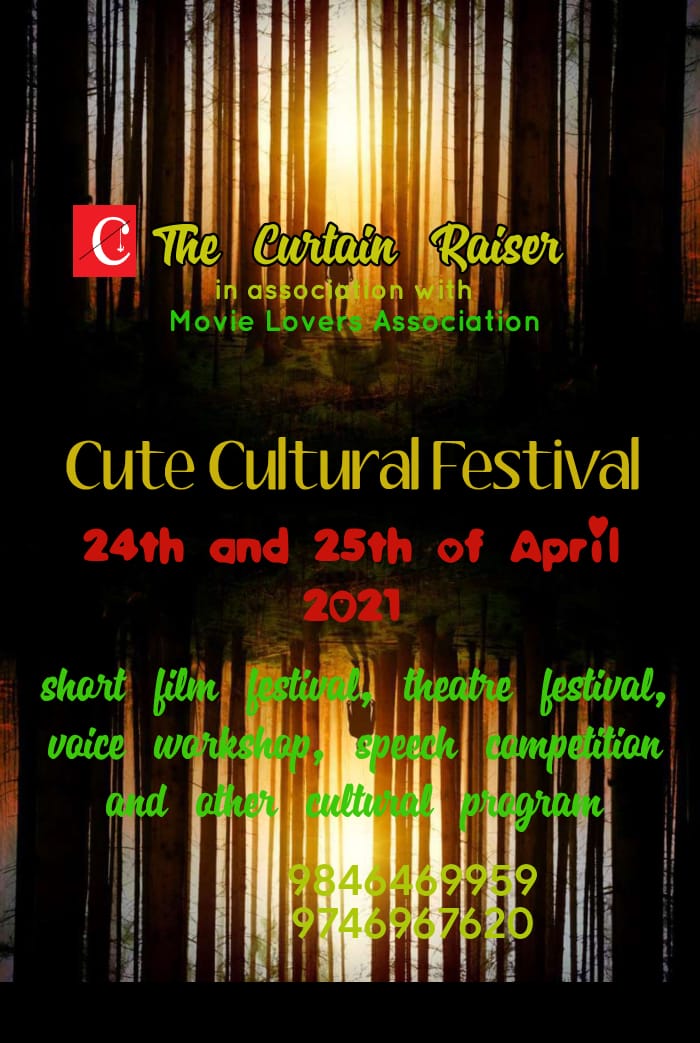 C
The Curtain Raiser
in association with
Movie Lovers Association
Cute Cultural Festival
24th and 25th of April
2021
short film festival, theatre festival,
voice workshop, speech competition
and other cultural program
9846469959
9746967620